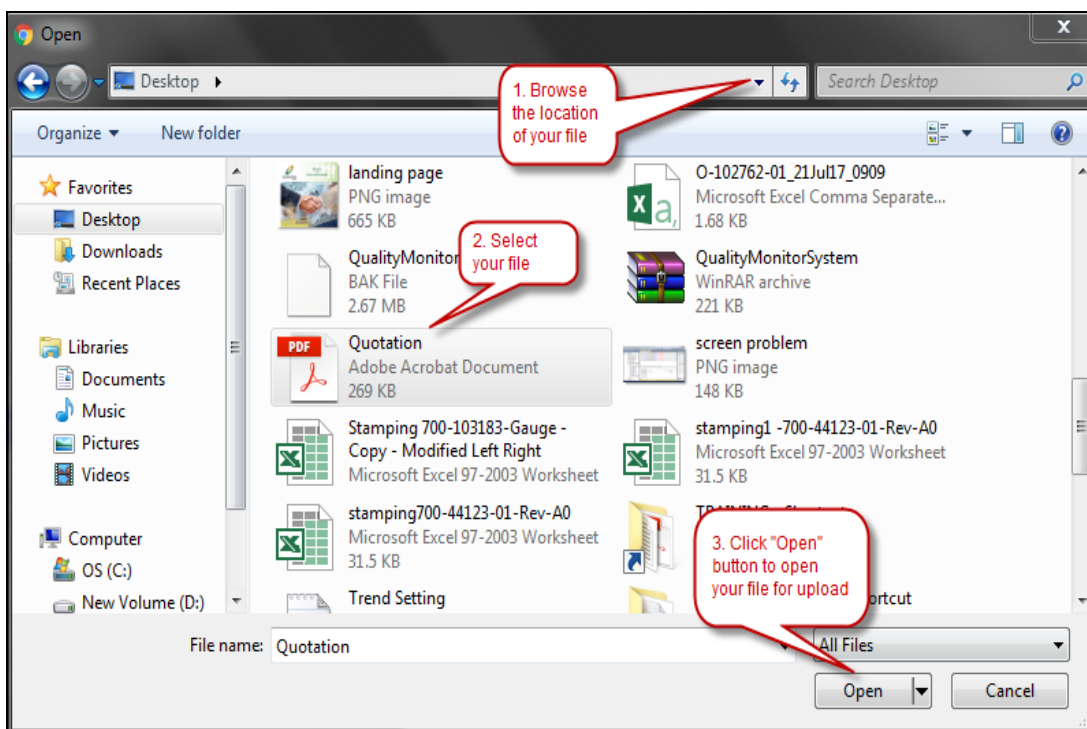 Open
x
Desktop
Search Desktop
1. Browse
the location
of your file
Organize
New folder
Favorites
Desktop
Downloads
Recent Places
Libraries
Documents
Music
Pictures
Videos
Computer
OS (C:)
New Volume (D:)
landing page
PNG image
665 KB
O-102762-01_21Jul17_0909
Microsoft Excel Comma Separate...
1.68 KB
2. Select
your file
QualityMonitor
BAK File
2.67 MB
QualityMonitorSystem
WinRAR archive
221 KB
PDF
Quotation
Adobe Acrobat Document
269 KB
screen problem
PNG image
148 KB
Stamping 700-103183-Gauge -
Copy - Modified Left Right
Microsoft Excel 97-2003 Worksheet
stamping1 -700-44123-01-Rev-A0
Microsoft Excel 97-2003 Worksheet
31.5 KB
stamping700-44123-01-Rev-A0
Microsoft Excel 97-2003 Worksheet
31.5 KB
3. Click "Open"
button to open
your file for upload
Trend Setting
ortcut
File name:
Quotation
All Files
Open
Cancel